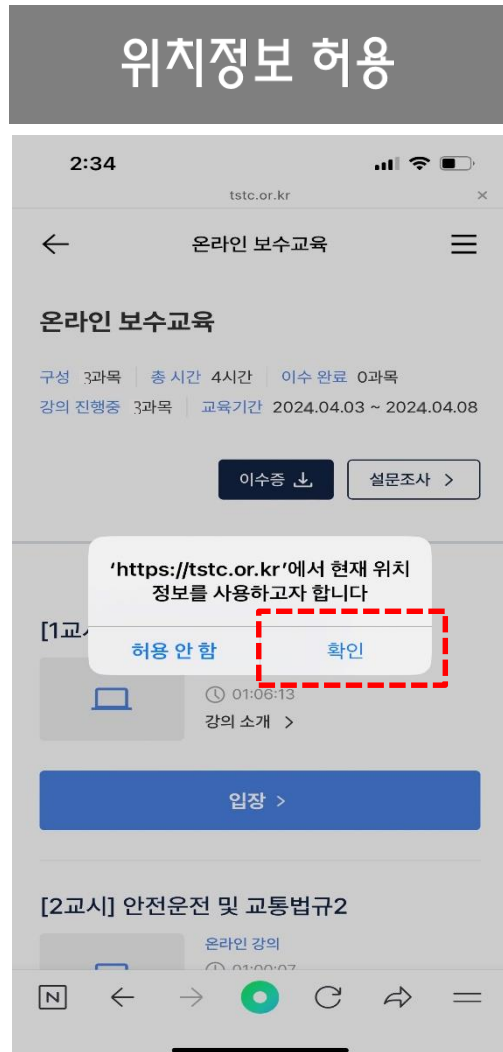 위치정보 허용
2:34
tstc.or.kr
온라인 보수교육
온라인 보수교육
구성 3과목 총 시간 4시간 이수 완료 0과목
강의 진행중 3과목 교육기간 2024.04.03 ~ 2024.04.08
이수증 설문조사 >
'https://tstc.or.kr'에서 현재 위치
정보를 사용하고자 합니다
허용 안 함 확인
[1교
01:06:13
강의 소개 >
입장 >
[2교시] 안전운전 및 교통법규2
온라인 강의
01:00:07
N